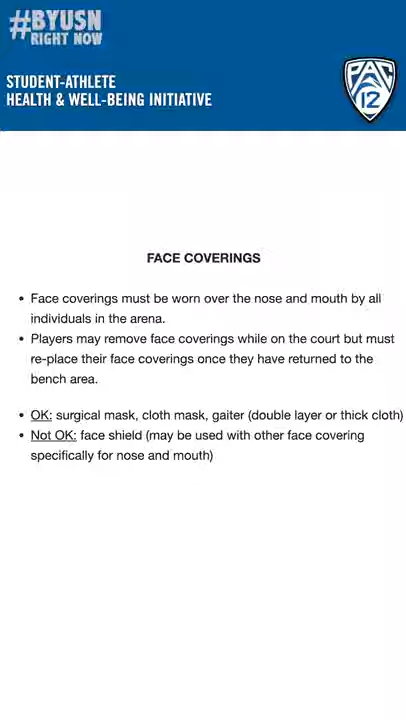 #BYUSN
RIGHT NOW
STUDENT-ATHLETE
HEALTH & WELL-BEING INITIATIVE
PAC
12
FACE COVERINGS
• Face coverings must be worn over the nose and mouth by all
individuals in the arena.
• Players may remove face coverings while on the court but must
re-place their face coverings once they have returned to the
bench area.
• OK: surgical mask, cloth mask, gaiter (double layer or thick cloth)
• Not OK: face shield (may be used with other face covering
specifically for nose and mouth)